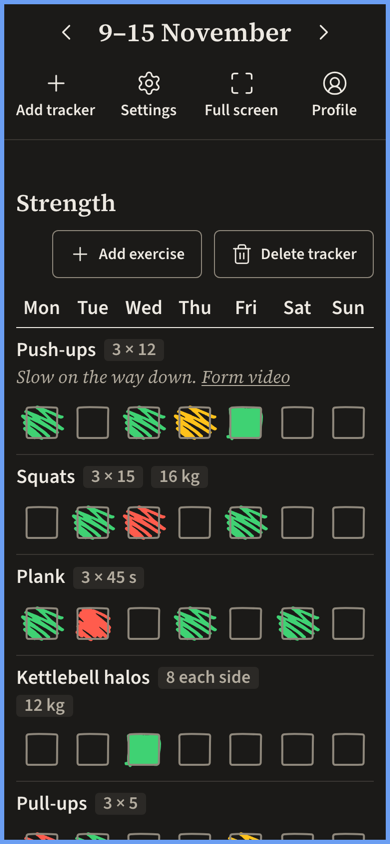 9–15 November
Add tracker Settings Full screen Profile
Strength
Add exercise Delete tracker
Mon Tue Wed Thu Fri Sat Sun
Push-ups 3 × 12
Slow on the way down. Form video
Squats 3 × 15 16 kg
Plank 3 × 45 s
Kettlebell halos 8 each side
12 kg
Pull-ups 3 × 5